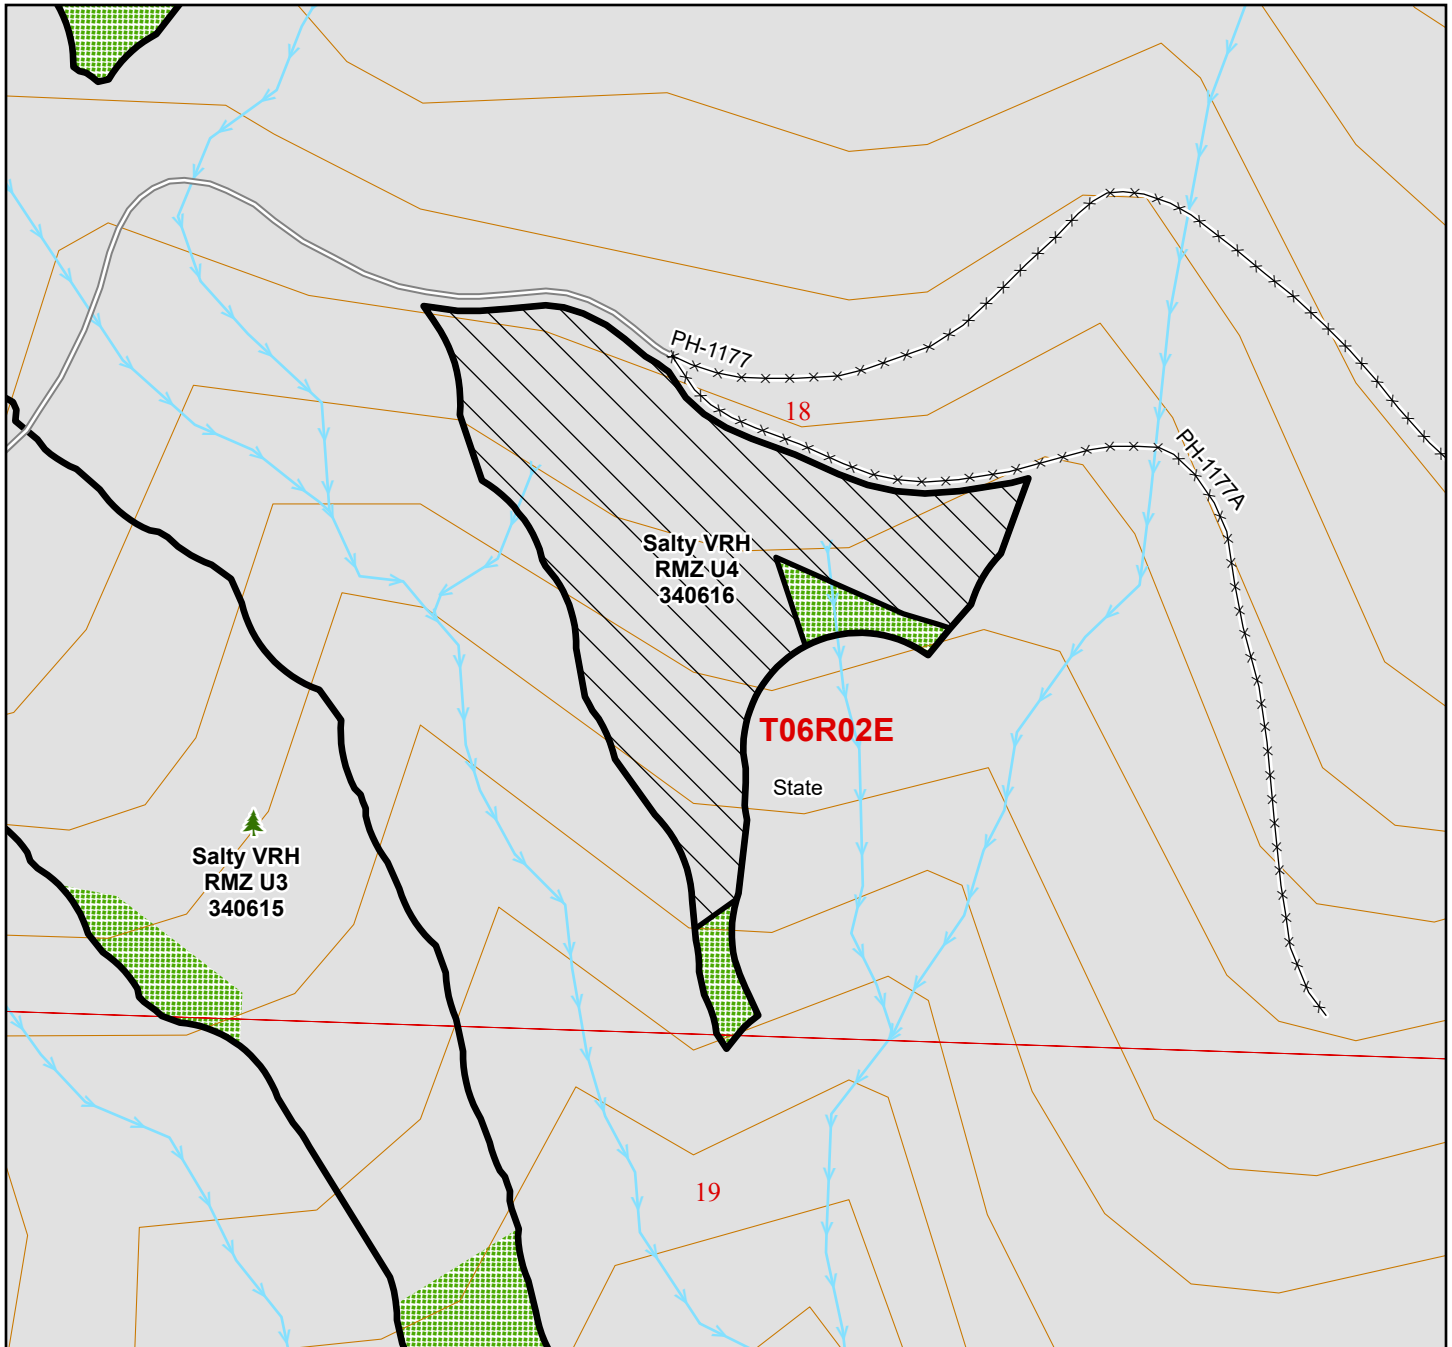 PH-1177
18
PH-1177A
Salty VRH
RMZ U4
340616
T06R02E
State
Salty VRH
RMZ U3
340615
19